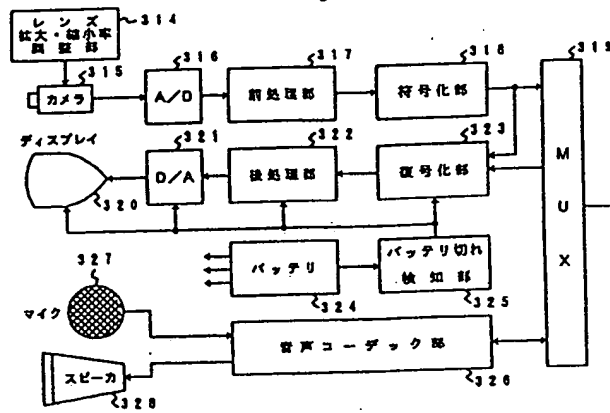 レンズ
拡大・縮小率
調整部
314
カメラ
315
A/D
316
前処理部
317
符号化部
318
MUX
319
ディスプレイ
320
D/A
321
後処理部
322
復号化部
323
バッテリ
324
バッテリ切れ
検知部
325
327
マイク
音声コーデック部
326
スピーカ
328